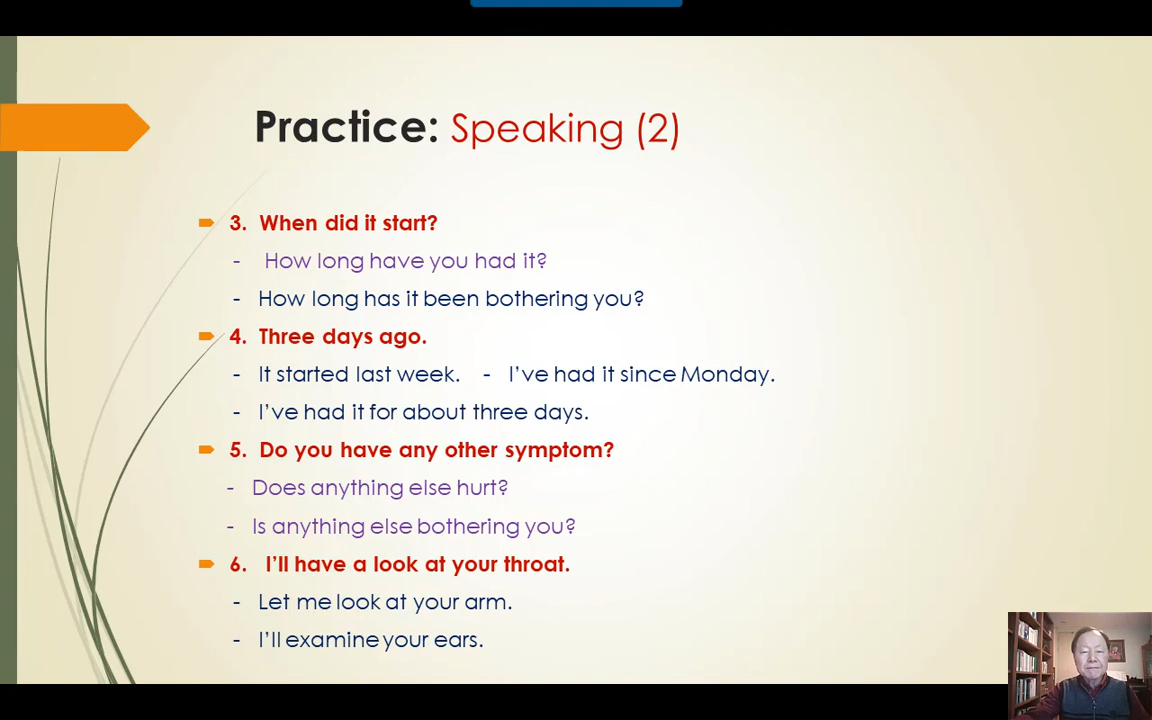 Practice: Speaking (2)
3. When did it start?
- How long have you had it?
- How long has it been bothering you?
4. Three days ago.
- It started last week. - I've had it since Monday.
- I've had it for about three days.
5. Do you have any other symptom?
- Does anything else hurt?
- Is anything else bothering you?
6. I'll have a look at your throat.
- Let me look at your arm.
- I'll examine your ears.